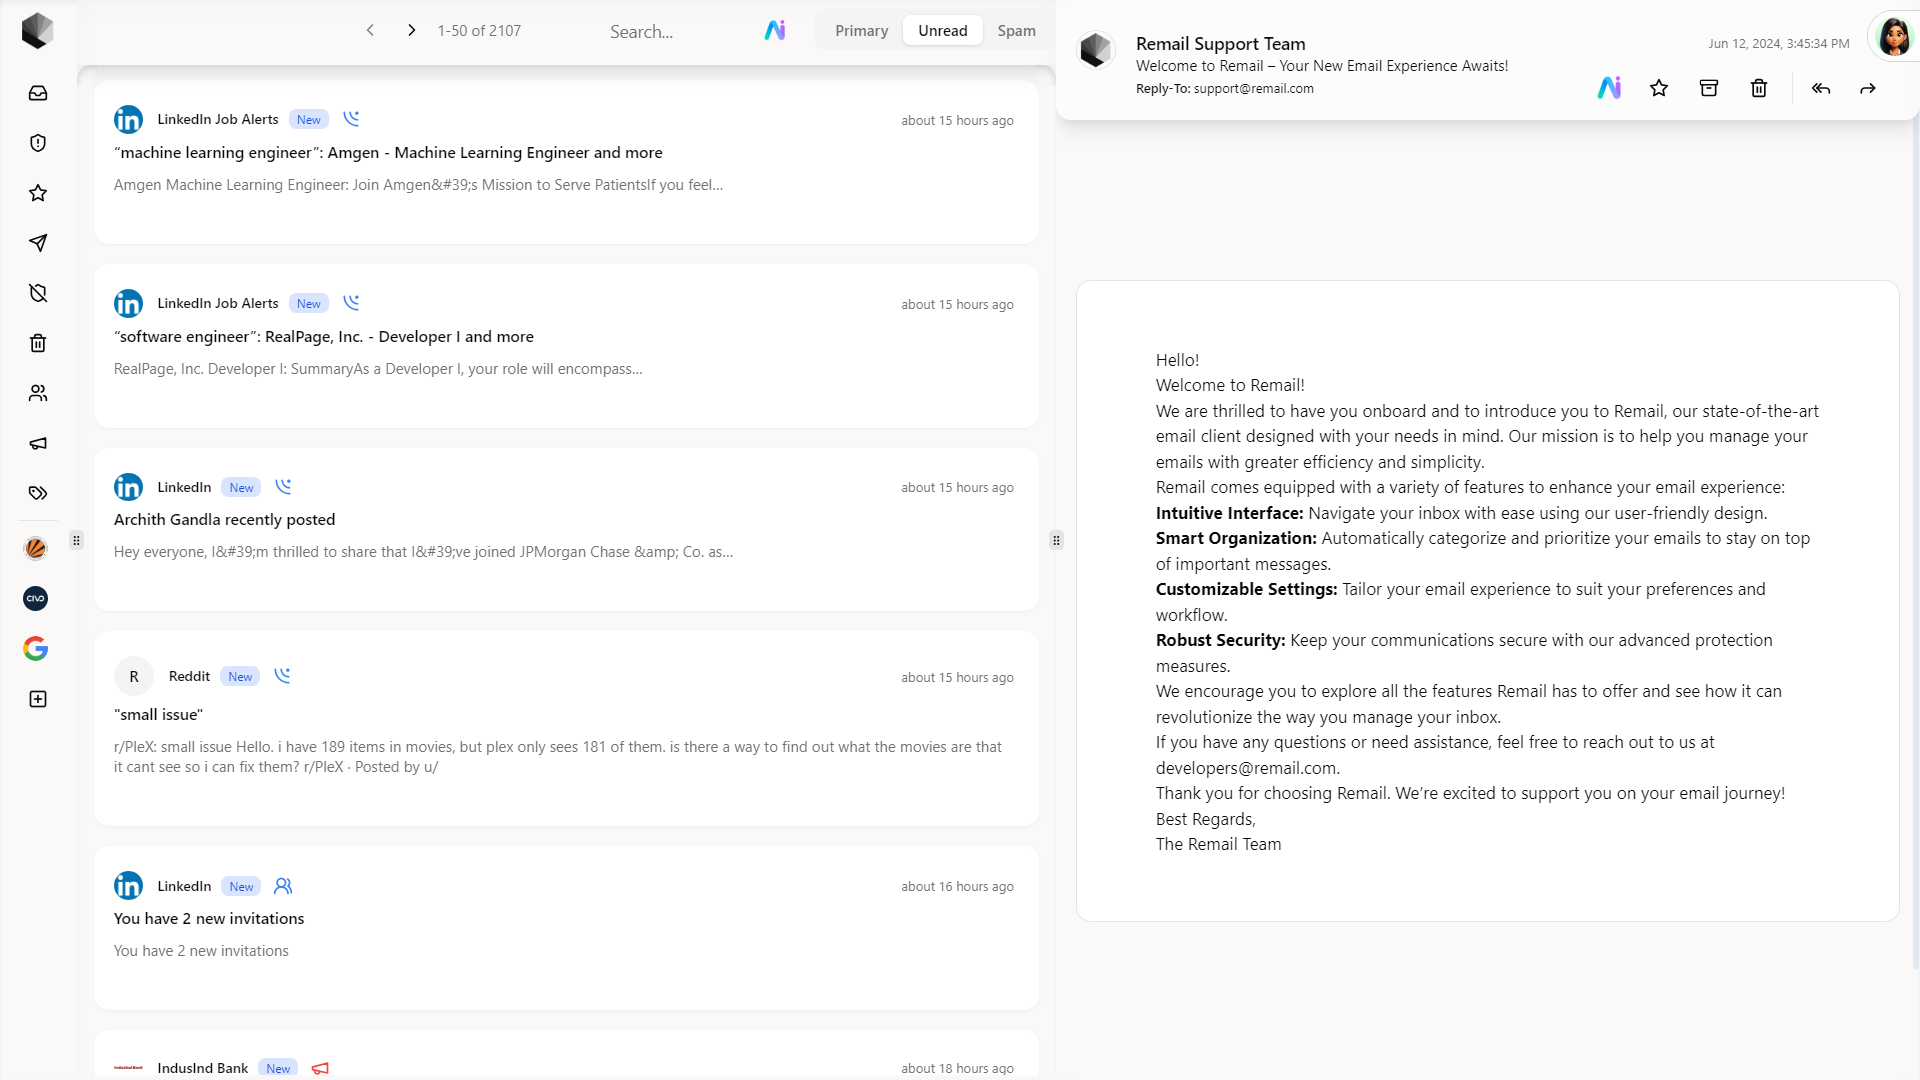 1-50 of 2107
Search...
Ai
Primary
Unread
Spam
LinkedIn Job Alerts New
about 15 hours ago
“machine learning engineer”: Amgen - Machine Learning Engineer and more
Amgen Machine Learning Engineer: Join Amgen&#39;s Mission to Serve PatientsIf you feel...
LinkedIn Job Alerts New
about 15 hours ago
“software engineer”: RealPage, Inc. - Developer I and more
RealPage, Inc. Developer I: SummaryAs a Developer I, your role will encompass...
LinkedIn New
about 15 hours ago
Archith Gandla recently posted
Hey everyone, I&#39;m thrilled to share that I&#39;ve joined JPMorgan Chase &amp; Co. as...
R
Reddit New
about 15 hours ago
"small issue"
r/PleX: small issue Hello. i have 189 items in movies, but plex only sees 181 of them. is there a way to find out what the movies are that
it cant see so i can fix them? r/PleX · Posted by u/
LinkedIn New
about 16 hours ago
You have 2 new invitations
You have 2 new invitations
IndusInd Bank
IndusInd Bank New
about 18 hours ago
CIVO
Remail Support Team
Jun 12, 2024, 3:45:34 PM
Welcome to Remail – Your New Email Experience Awaits!
Reply-To: support@remail.com
Ai
Hello!
Welcome to Remail!
We are thrilled to have you onboard and to introduce you to Remail, our state-of-the-art
email client designed with your needs in mind. Our mission is to help you manage your
emails with greater efficiency and simplicity.
Remail comes equipped with a variety of features to enhance your email experience:
Intuitive Interface: Navigate your inbox with ease using our user-friendly design.
Smart Organization: Automatically categorize and prioritize your emails to stay on top
of important messages.
Customizable Settings: Tailor your email experience to suit your preferences and
workflow.
Robust Security: Keep your communications secure with our advanced protection
measures.
We encourage you to explore all the features Remail has to offer and see how it can
revolutionize the way you manage your inbox.
If you have any questions or need assistance, feel free to reach out to us at
developers@remail.com.
Thank you for choosing Remail. We’re excited to support you on your email journey!
Best Regards,
The Remail Team